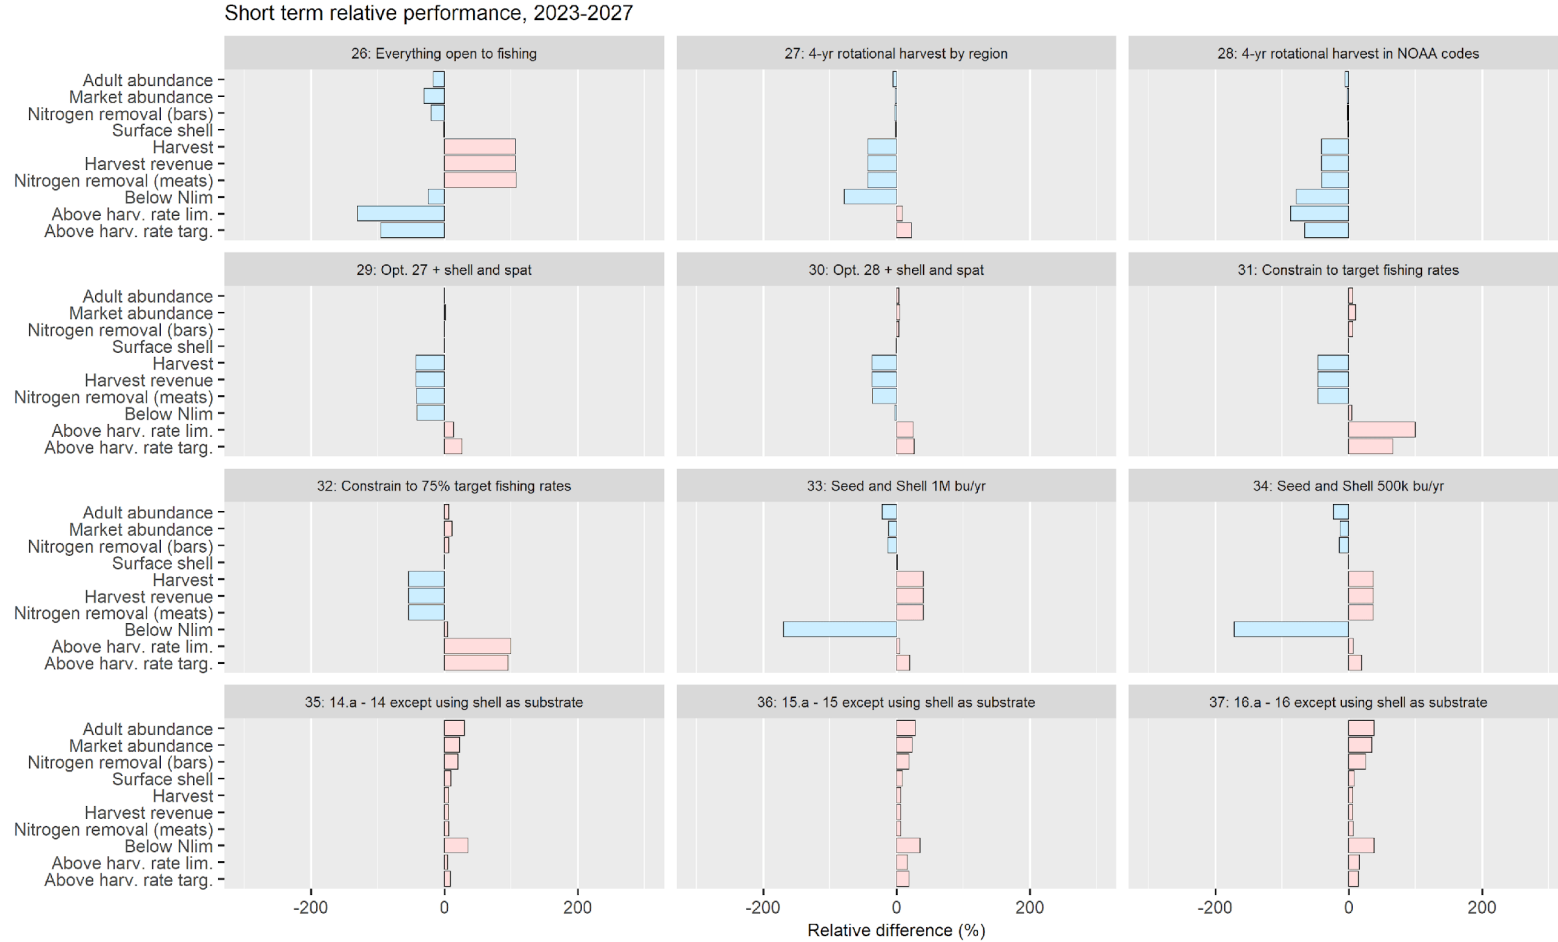 Short term relative performance, 2023-2027
26: Everything open to fishing
27: 4-yr rotational harvest by region
28: 4-yr rotational harvest in NOAA codes
Adult abundance
Market abundance
Nitrogen removal (bars)
Surface shell
Harvest
Harvest revenue
Nitrogen removal (meats)
Below Nlim
Above harv. rate lim.
Above harv. rate targ.
29: Opt. 27 + shell and spat
30: Opt. 28 + shell and spat
31: Constrain to target fishing rates
Adult abundance
Market abundance
Nitrogen removal (bars)
Surface shell
Harvest
Harvest revenue
Nitrogen removal (meats)
Below Nlim
Above harv. rate lim.
Above harv. rate targ.
32: Constrain to 75% target fishing rates
33: Seed and Shell 1M bu/yr
34: Seed and Shell 500k bu/yr
Adult abundance
Market abundance
Nitrogen removal (bars)
Surface shell
Harvest
Harvest revenue
Nitrogen removal (meats)
Below Nlim
Above harv. rate lim.
Above harv. rate targ.
35: 14.a - 14 except using shell as substrate
36: 15.a - 15 except using shell as substrate
37: 16.a - 16 except using shell as substrate
Adult abundance
Market abundance
Nitrogen removal (bars)
Surface shell
Harvest
Harvest revenue
Nitrogen removal (meats)
Below Nlim
Above harv. rate lim.
Above harv. rate targ.
-200 0 200
-200 0 200
-200 0 200
Relative difference (%)